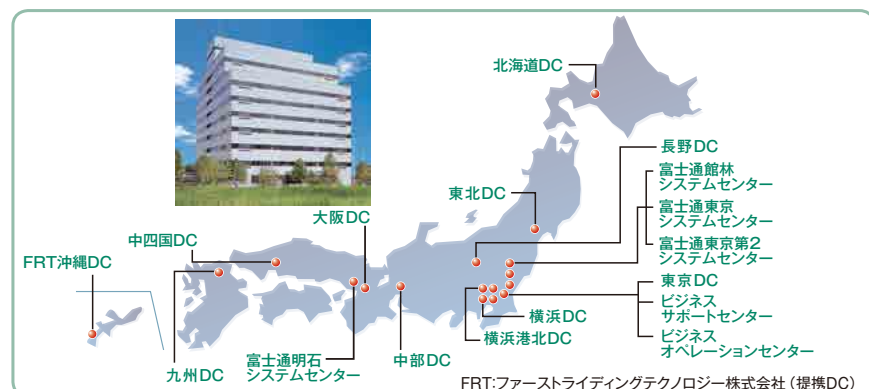 北海道DC
長野DC
富士通館林
システムセンター
東北DC
富士通東京
システムセンター
大阪DC
中四国DC
富士通東京第2
システムセンター
FRT沖縄DC
東京DC
ビジネス
サポートセンター
横浜DC
横浜港北DC
ビジネス
オペレーションセンター
九州DC
富士通明石
システムセンター
中部DC
FRT:ファーストライディングテクノロジー株式会社(提携DC)